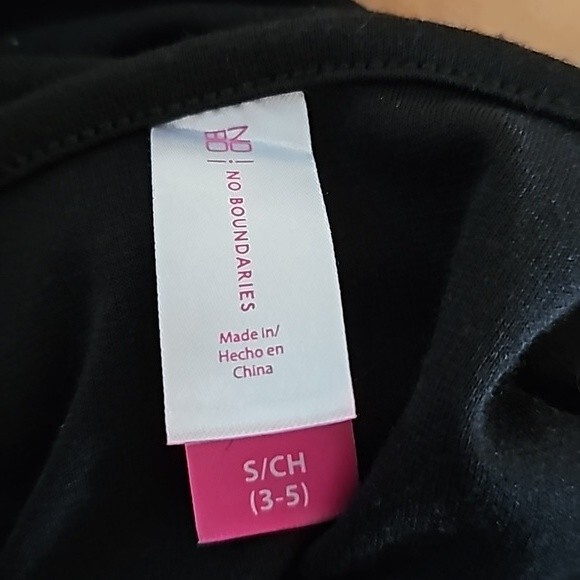 NO
BO
NO BOUNDARIES
Made in/
Hecho en
China
S/CH
(3-5)